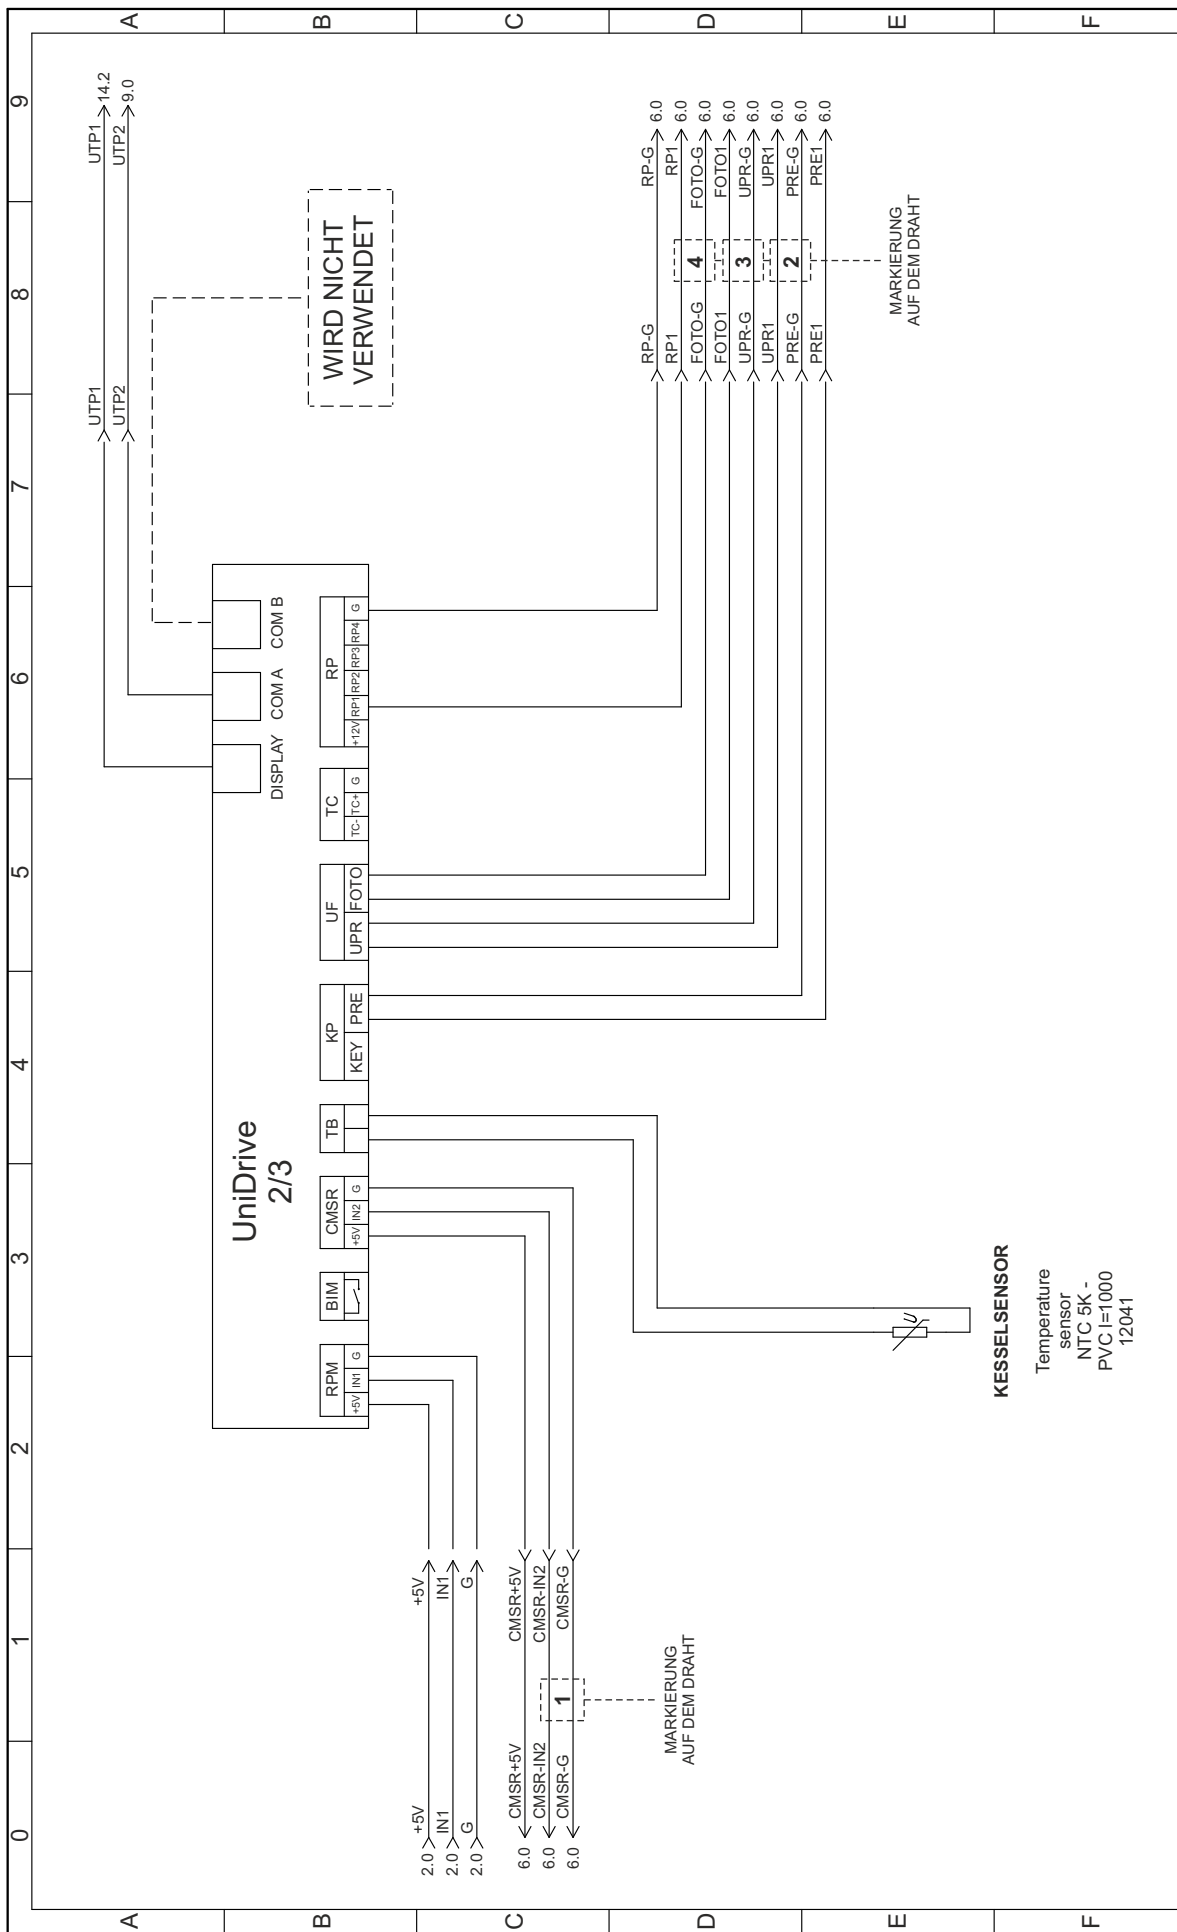 0 1 2 3 4 5 6 7 8 9
A
UTP1 UTP1 14.2
UTP2 UTP2 9.0
B
UniDrive
2/3
DISPLAY COM A COM B
WIRD NICHT
VERWENDET
RPM
+5V IN1 G
BIM
CMSR
+5V IN2 G
TB
KP
KEY PRE
UF
UPR FOTO
TC
TC- TC+ G
RP
+12V RP1 RP2 RP3 RP4 G
C
2.0 +5V +5V
2.0 IN1 IN1
2.0 G G
6.0 CMSR+5V CMSR+5V
6.0 CMSR-IN2 CMSR-IN2
6.0 CMSR-G CMSR-G
1
MARKIERUNG
AUF DEM DRAHT
D
RP-G RP-G 6.0
RP1 RP1 6.0
FOTO-G 4 FOTO-G 6.0
FOTO1 FOTO1 6.0
UPR-G 3 UPR-G 6.0
UPR1 UPR1 6.0
PRE-G 2 PRE-G 6.0
PRE1 PRE1 6.0
E
MARKIERUNG
AUF DEM DRAHT
U
KESSELSENSOR
Temperature
sensor
NTC 5K -
PVC l=1000
12041
F
A
B
C
D
E
F